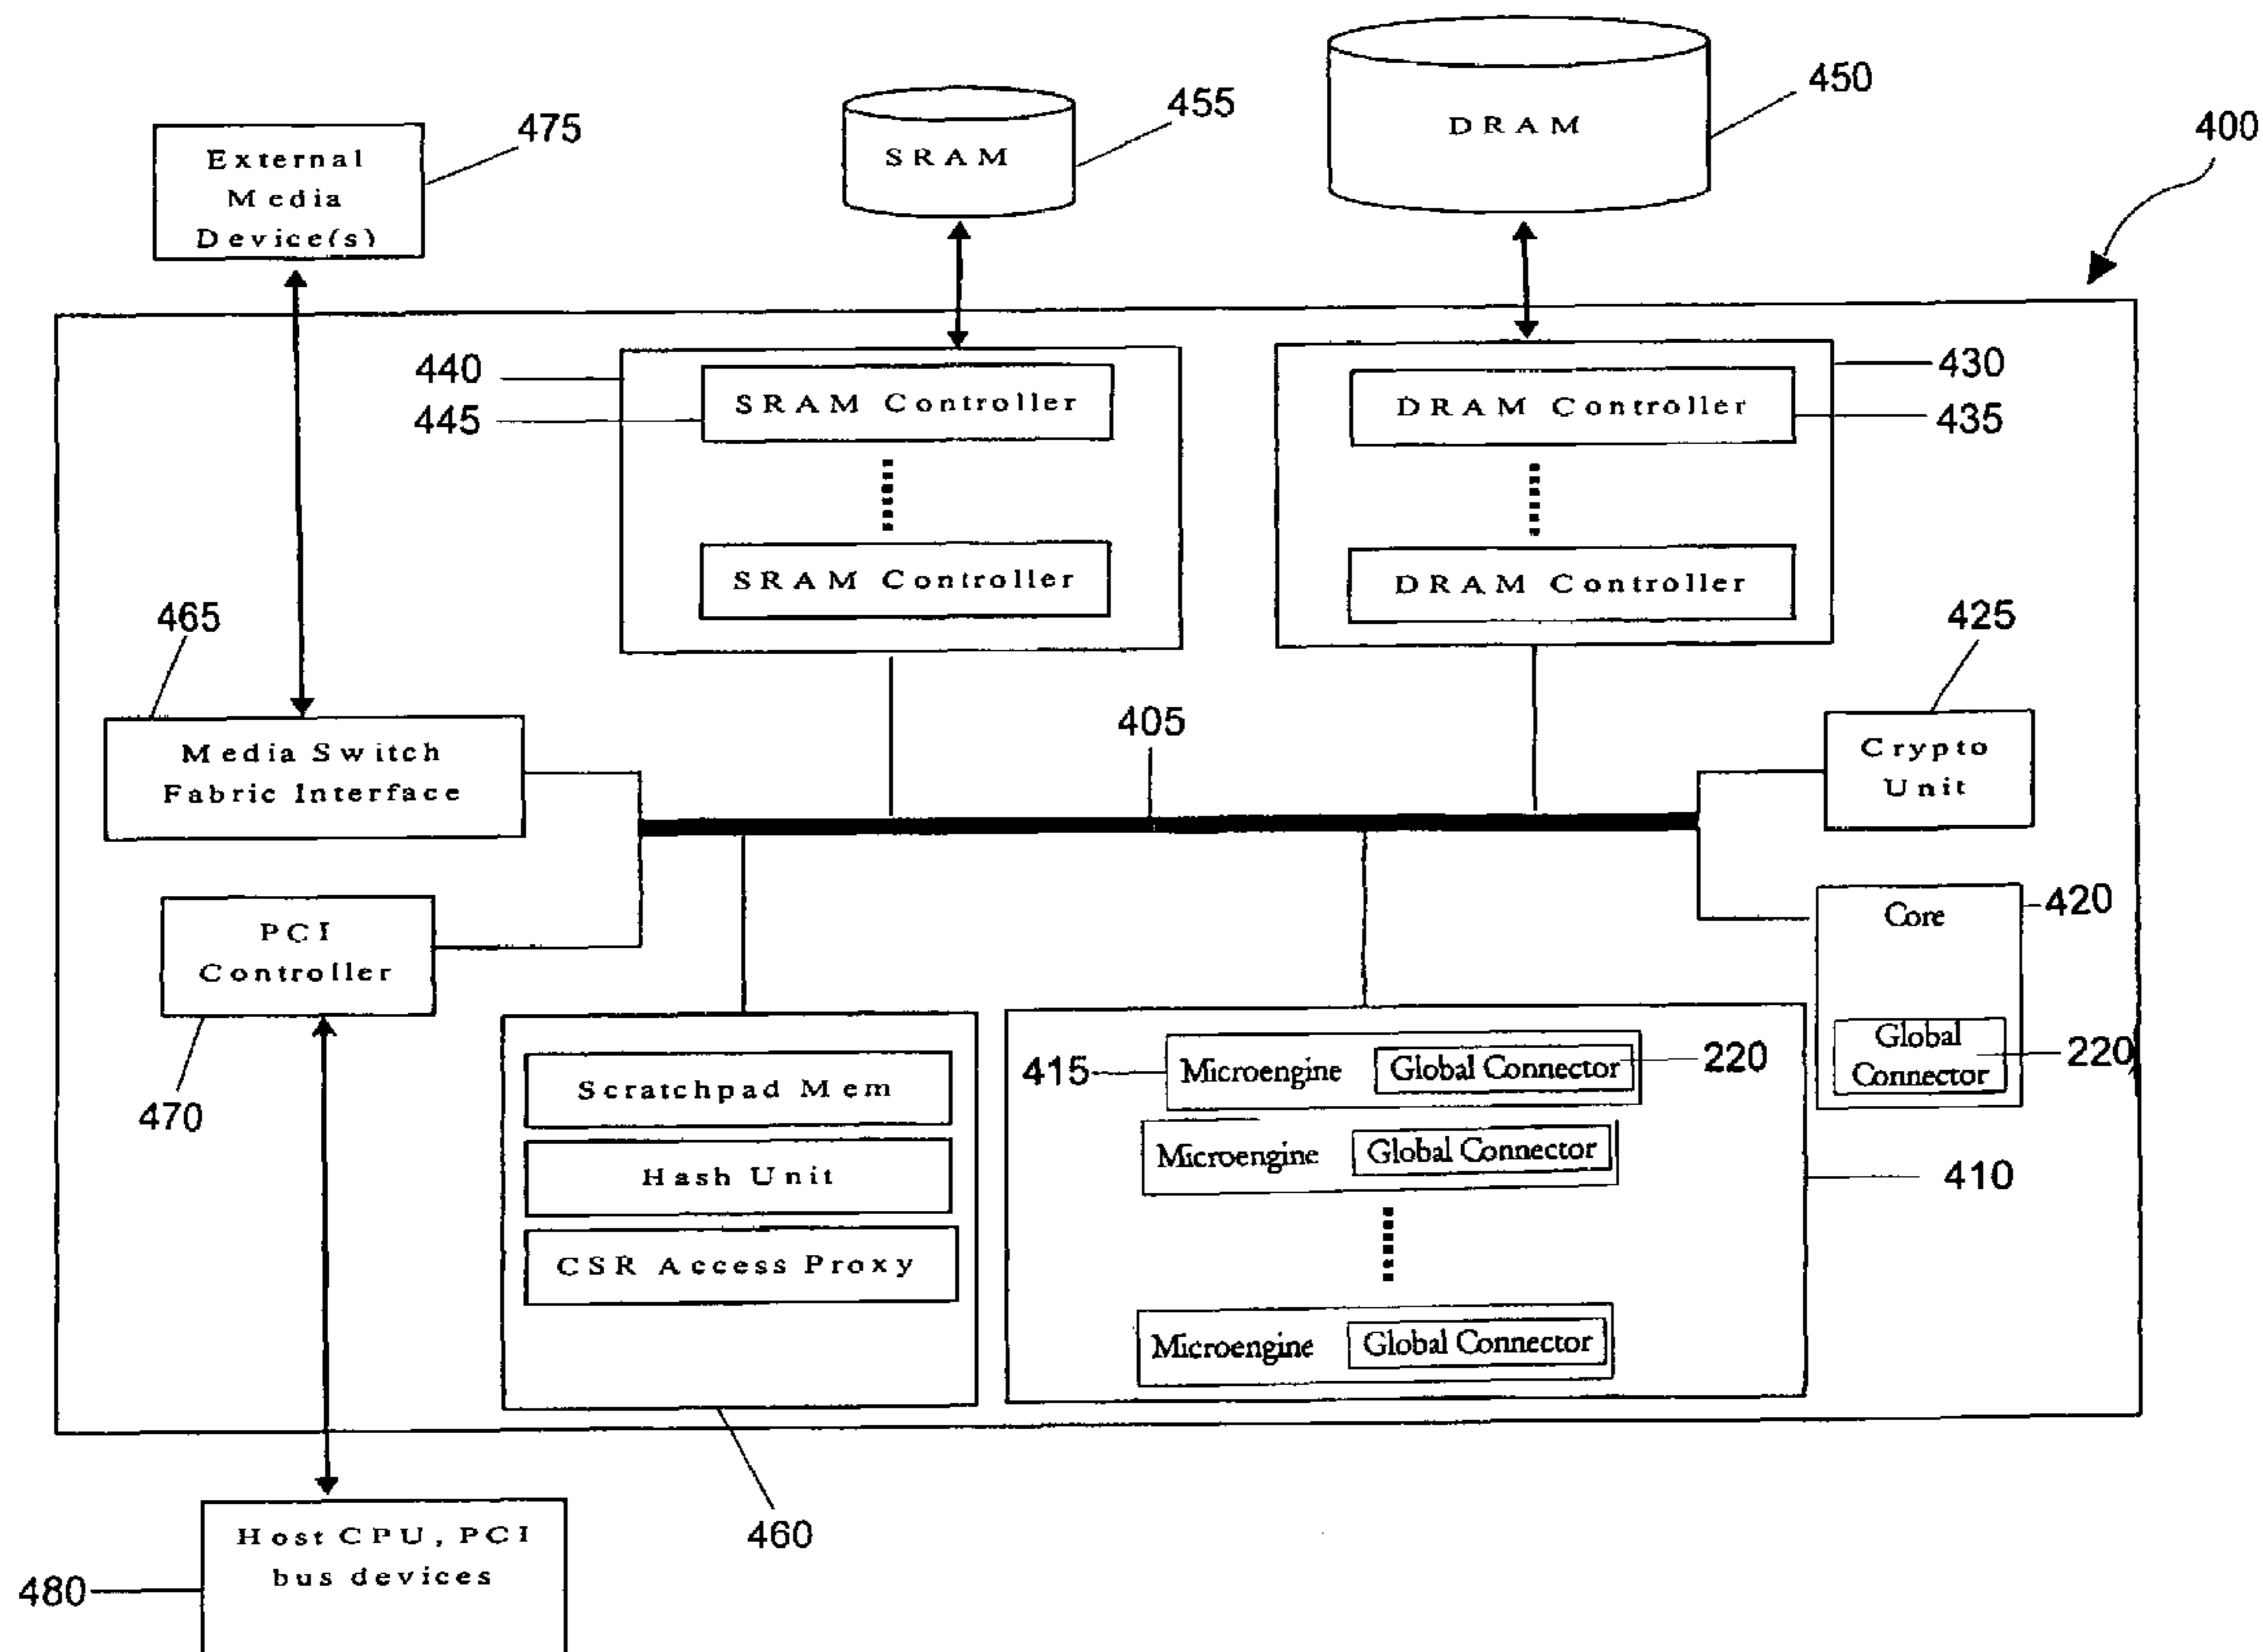 450
DRAM
400
455
SRAM
475
External
Media
Device(s)
440
SRAM Controller
430
DRAM Controller
445
435
SRAM Controller
DRAM Controller
465
425
405
Media Switch
Fabric Interface
Crypto
Unit
420
Core
PCI
Controller
Global
Connector
220
415
Microengine
Global Connector
220
470
Scratchpad Mem
Microengine
Global Connector
Hash Unit
410
CSR Access Proxy
Microengine
Global Connector
460
Host CPU, PCI
bus devices
480